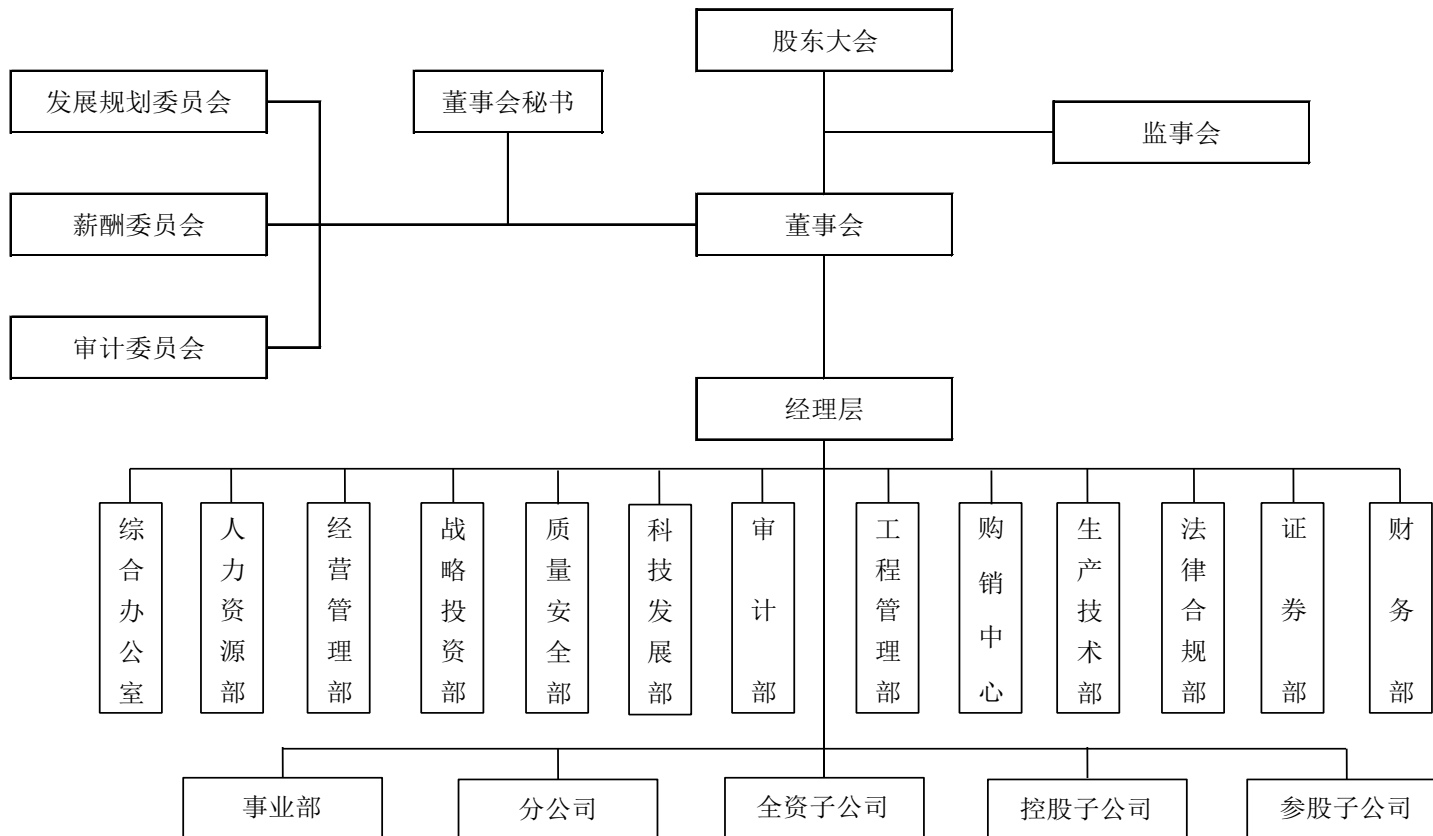 股东大会
发展规划委员会
董事会秘书
监事会
薪酬委员会
董事会
审计委员会
经理层
综合办公室
人力资源部
经营管理部
战略投资部
质量安全部
科技发展部
审计部
工程管理部
购销中心
生产技术部
法律合规部
证券部
财务部
事业部
分公司
全资子公司
控股子公司
参股子公司